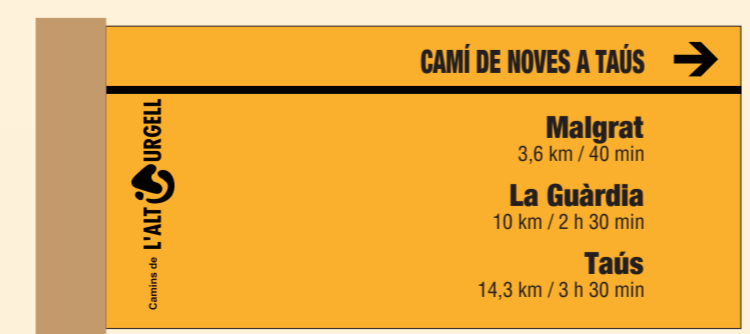 CAMÍ DE NOVES A TAÚS
Malgrat
3,6 km / 40 min
La Guàrdia
10 km / 2 h 30 min
Taús
14,3 km / 3 h 30 min
Camins de L'ALT URGELL